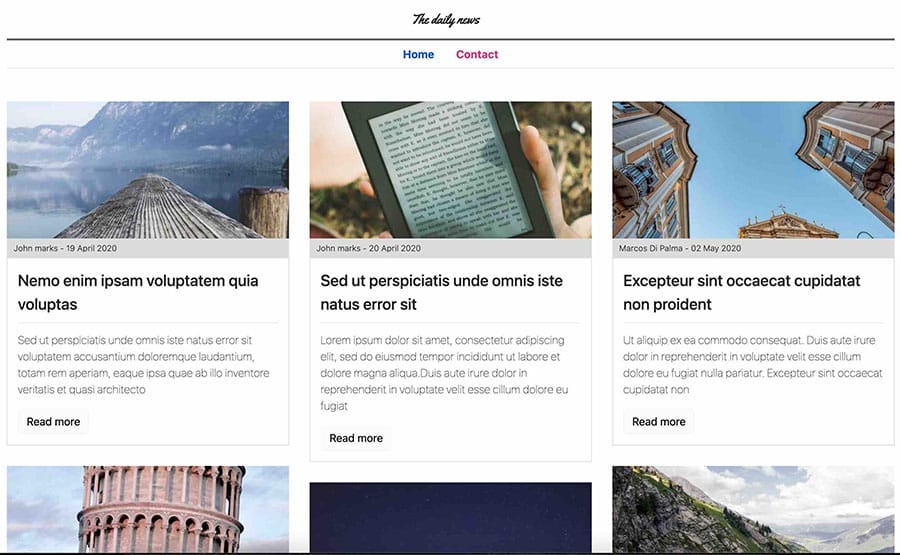 The daily news
Home Contact
John marks - 19 April 2020
Nemo enim ipsam voluptatem quia
voluptas
Sed ut perspiciatis unde omnis iste natus error sit
voluptatem accusantium doloremque laudantium,
totam rem aperiam, eaque ipsa quae ab illo inventore
veritatis et quasi architecto
Read more
John marks - 20 April 2020
Sed ut perspiciatis unde omnis iste
natus error sit
Lorem ipsum dolor sit amet, consectetur adipiscing
elit, sed do eiusmod tempor incididunt ut labore et
dolore magna aliqua.Duis aute irure dolor in
reprehenderit in voluptate velit esse cillum dolore eu
fugiat
Read more
Marcos Di Palma - 02 May 2020
Excepteur sint occaecat cupidatat
non proident
Ut aliquip ex ea commodo consequat. Duis aute irure
dolor in reprehenderit in voluptate velit esse cillum
dolore eu fugiat nulla pariatur. Excepteur sint occaecat
cupidatat non
Read more